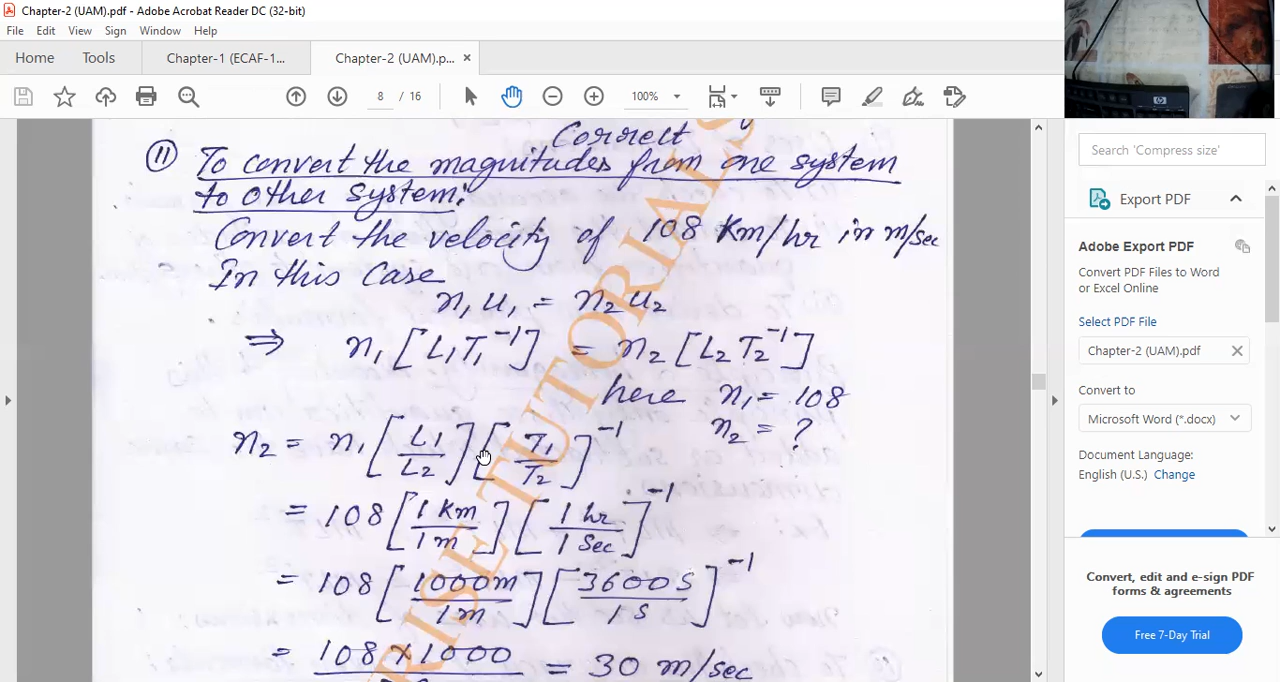 Chapter-2 (UAM).pdf - Adobe Acrobat Reader DC (32-bit)
File Edit View Sign Window Help
Home Tools Chapter-1 (ECAF-1... Chapter-2 (UAM).p... ×
8 / 16 100%
Search 'Compress size'
Export PDF
Adobe Export PDF
Convert PDF Files to Word
or Excel Online
Select PDF File
Chapter-2 (UAM).pdf
Convert to
Microsoft Word (*.docx)
Document Language:
English (U.S.) Change
Convert, edit and e-sign PDF
forms & agreements
Free 7-Day Trial
hp
Correct
(11) To convert the magnitudes from one system
to other system:
Convert the velocity of 108 Km/hr in m/sec
In this Case
n₁u₁ = n₂u₂
⇒ n₁[L₁T₁⁻¹] = n₂[L₂T₂⁻¹]
here n₁ = 108
n₂ = ?
n₂ = n₁[L₁/L₂][T₁/T₂]⁻¹
= 108[1 Km/1 m][1 hr/1 Sec]⁻¹
= 108[1000m/1m][3600S/1S]⁻¹
= 108 × 1000 = 30 m/sec
RISE TUTORIALS